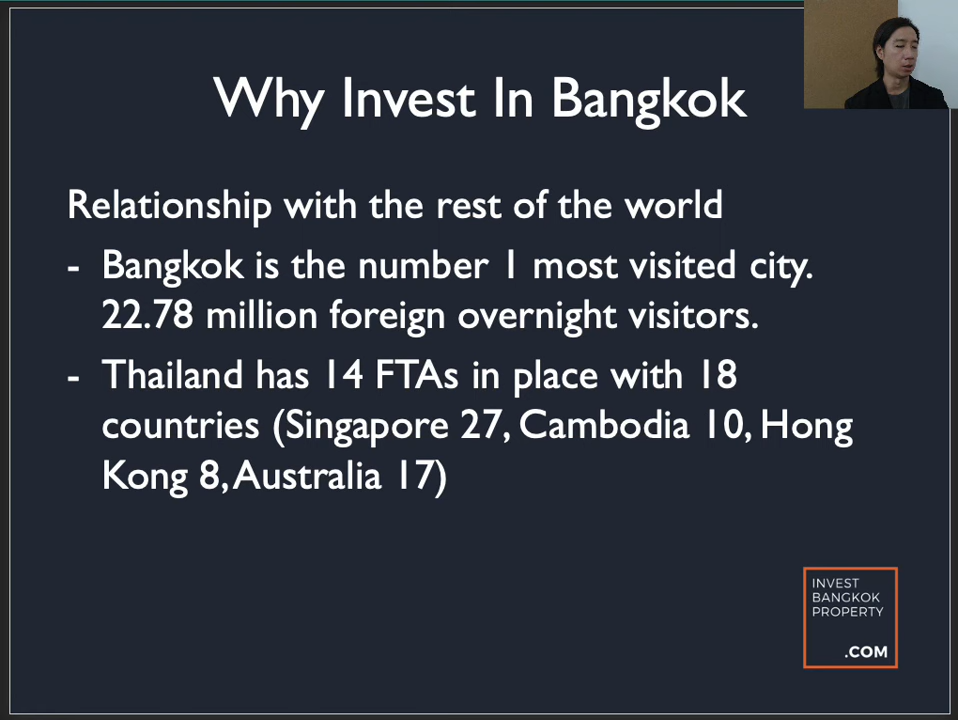 Why Invest In Bangkok
Relationship with the rest of the world
- Bangkok is the number 1 most visited city.
22.78 million foreign overnight visitors.
- Thailand has 14 FTAs in place with 18
countries (Singapore 27, Cambodia 10, Hong
Kong 8, Australia 17)
INVEST
BANGKOK
PROPERTY
.COM